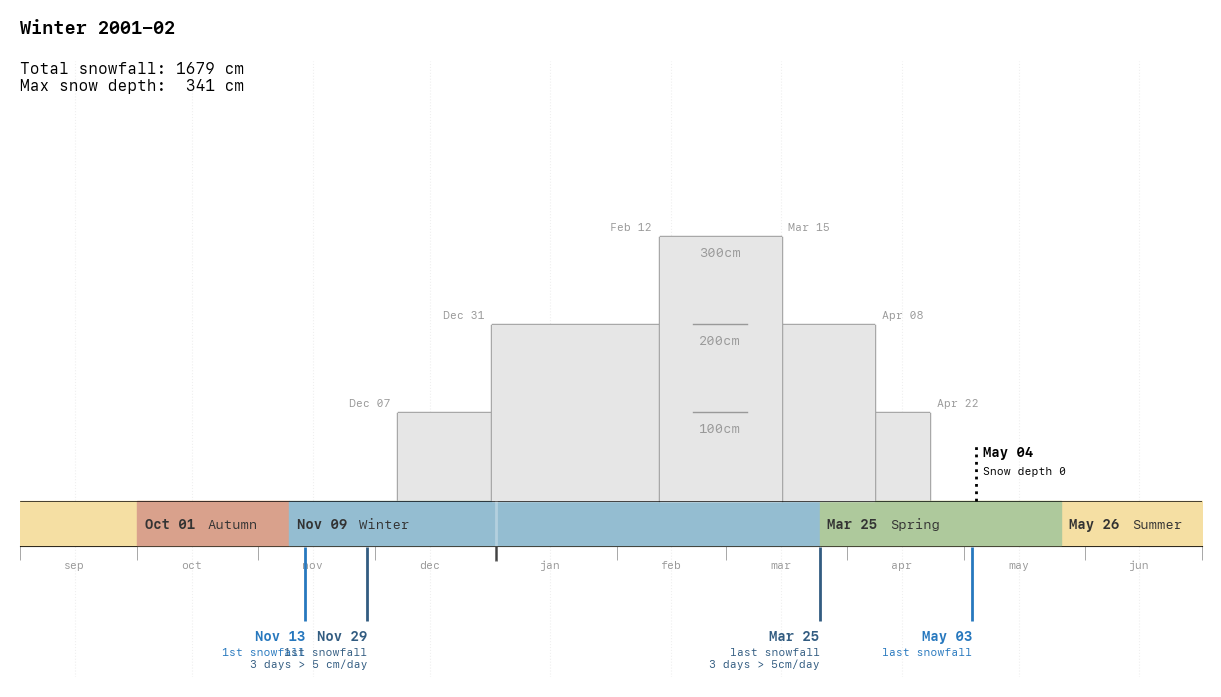 Winter 2001–02
Total snowfall: 1679 cm
Max snow depth:  341 cm
Feb 12
Mar 15
300cm
Dec 31
Apr 08
200cm
Dec 07
Apr 22
100cm
May 04
Snow depth 0
Oct 01 Autumn
Nov 09 Winter
Mar 25 Spring
May 26 Summer
sep
oct
nov
dec
jan
feb
mar
apr
may
jun
Nov 13
1st snowfall
Nov 29
1st snowfall
3 days > 5 cm/day
Mar 25
last snowfall
3 days > 5cm/day
May 03
last snowfall